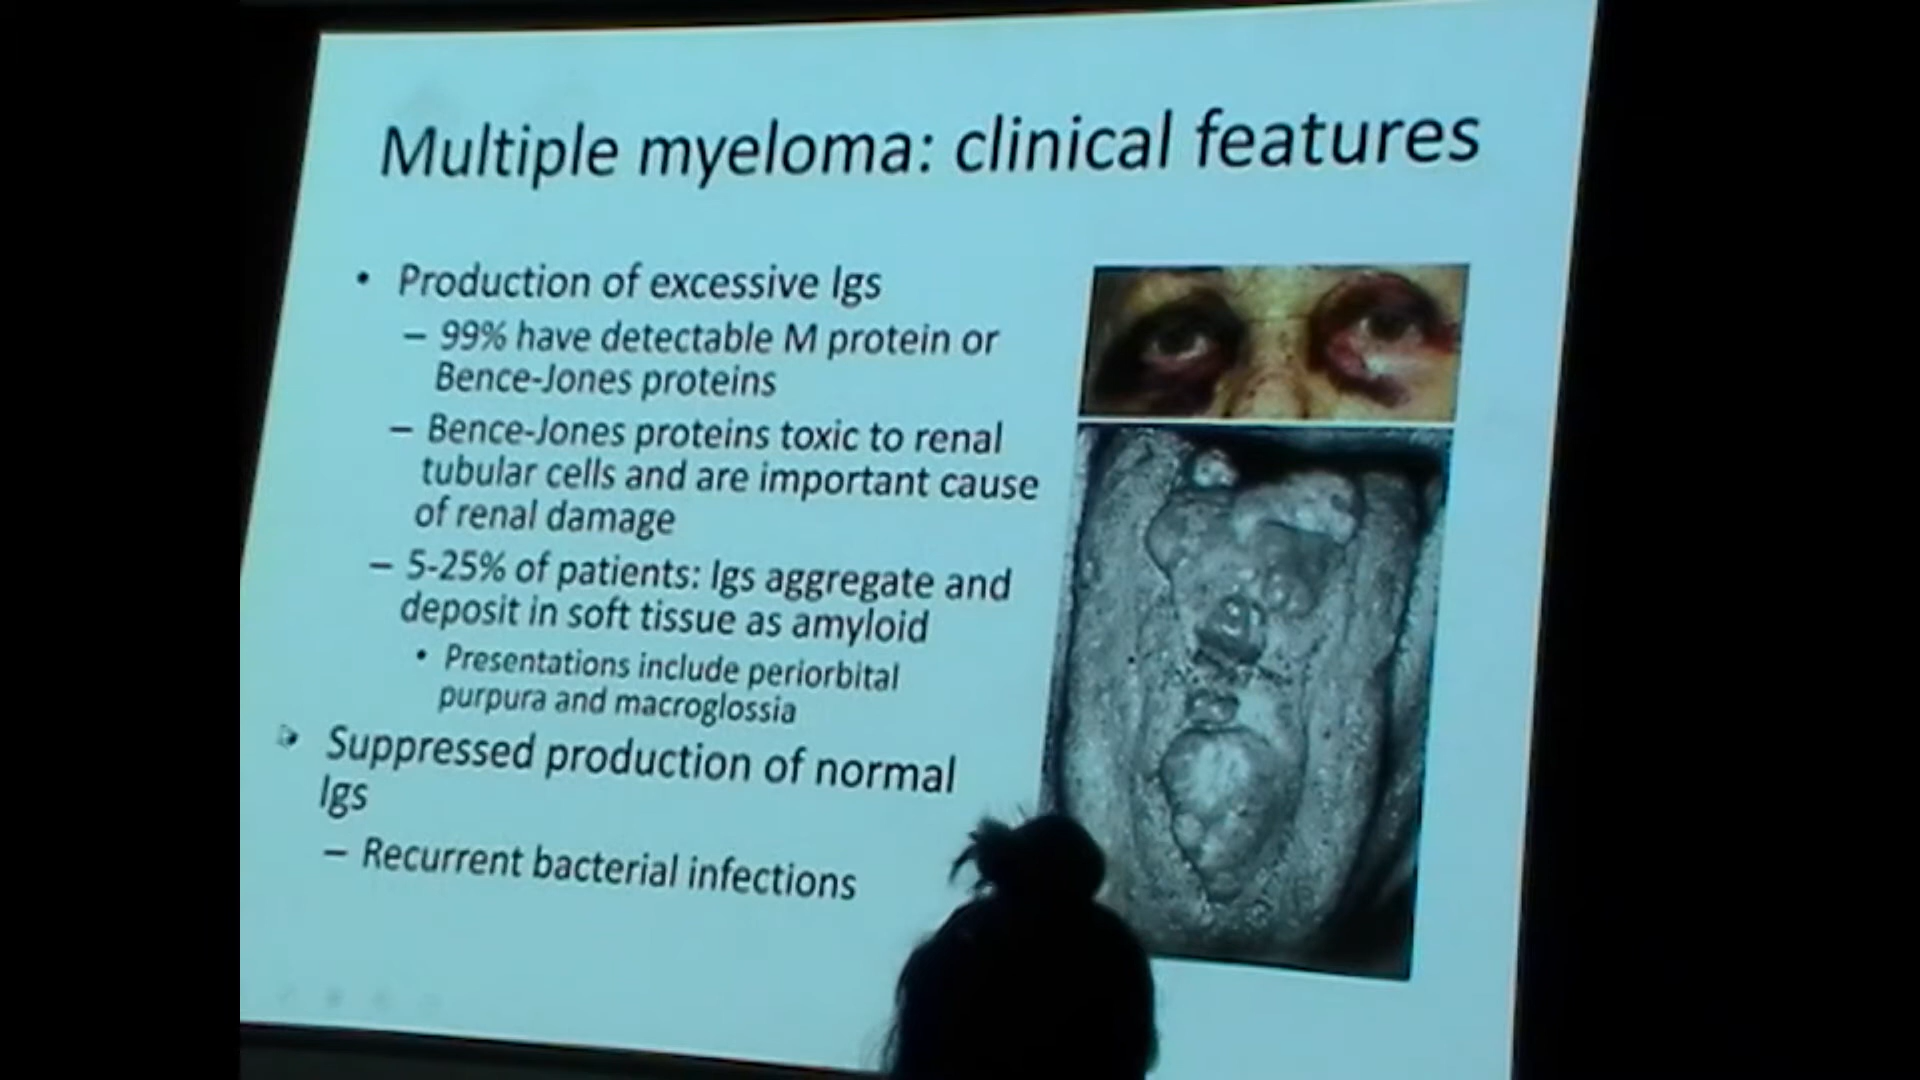 Multiple myeloma: clinical features
• Production of excessive Igs
– 99% have detectable M protein or
Bence-Jones proteins
– Bence-Jones proteins toxic to renal
tubular cells and are important cause
of renal damage
– 5-25% of patients: Igs aggregate and
deposit in soft tissue as amyloid
• Presentations include periorbital
purpura and macroglossia
Suppressed production of normal
Igs
– Recurrent bacterial infections